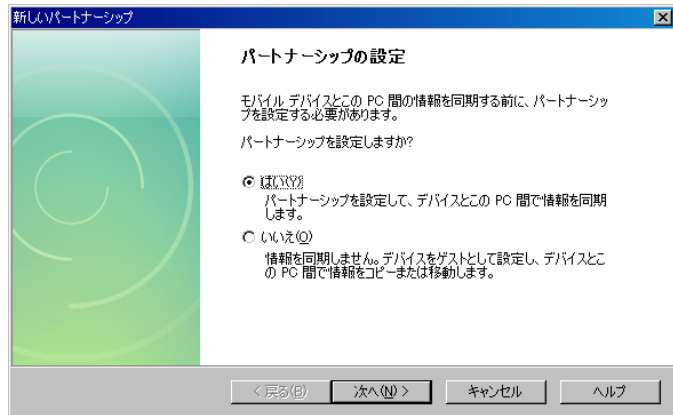 新しいパートナーシップ
パートナーシップの設定
モバイル デバイスとこの PC 間の情報を同期する前に、パートナーシッ
プを設定する必要があります。
パートナーシップを設定しますか?
はい(Y)
パートナーシップを設定して、デバイスとこの PC 間で情報を同期
します。
いいえ(O)
情報を同期しません。デバイスをゲストとして設定し、デバイスとこ
の PC 間で情報をコピーまたは移動します。
< 戻る(B) 次へ(N) > キャンセル ヘルプ